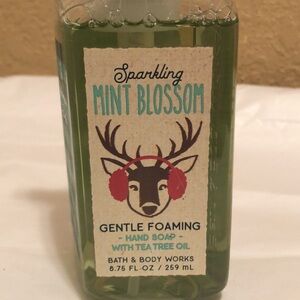 Sparkling
MINT BLOSSOM
GENTLE FOAMING
- HAND SOAP -
WITH TEA TREE OIL
BATH & BODY WORKS
8.75 FL OZ / 259 mL